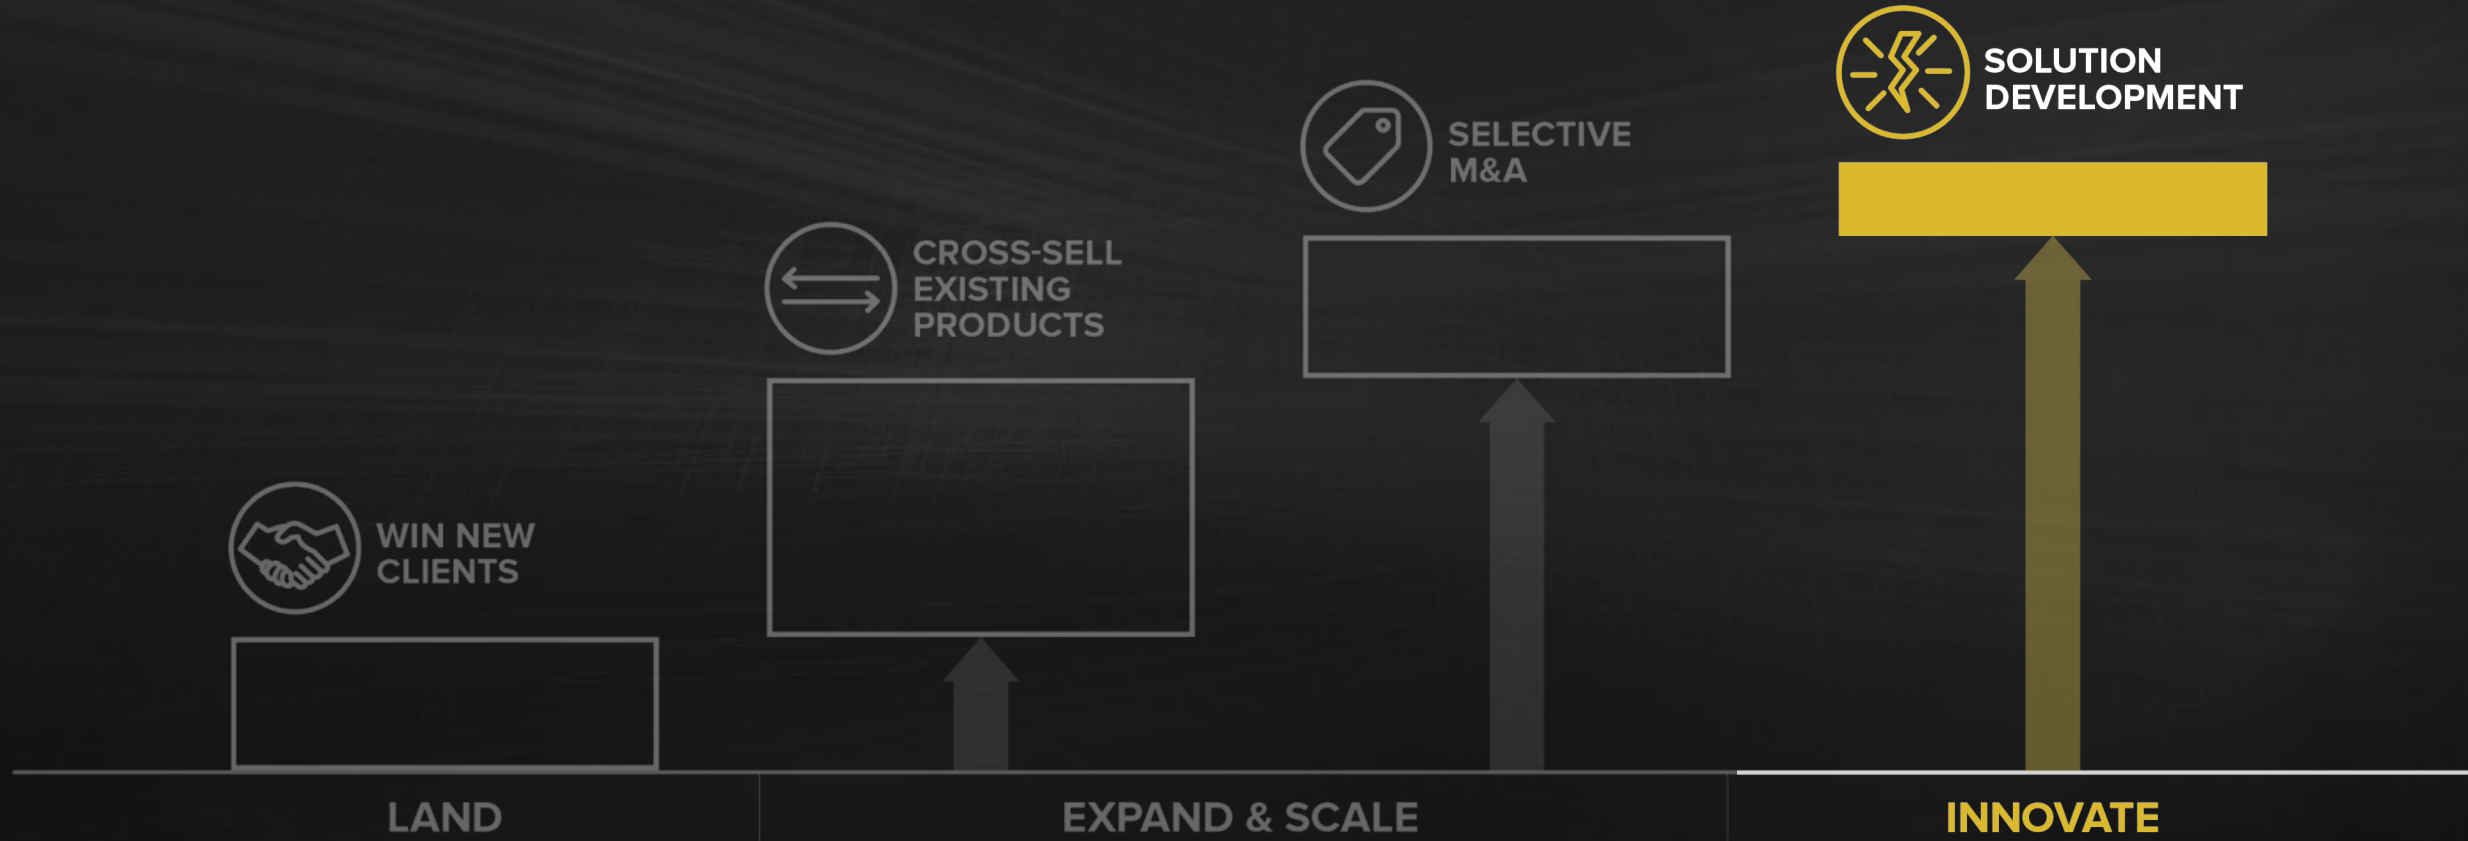 SOLUTION
DEVELOPMENT
SELECTIVE
M&A
CROSS-SELL
EXISTING
PRODUCTS
WIN NEW
CLIENTS
LAND
EXPAND & SCALE
INNOVATE